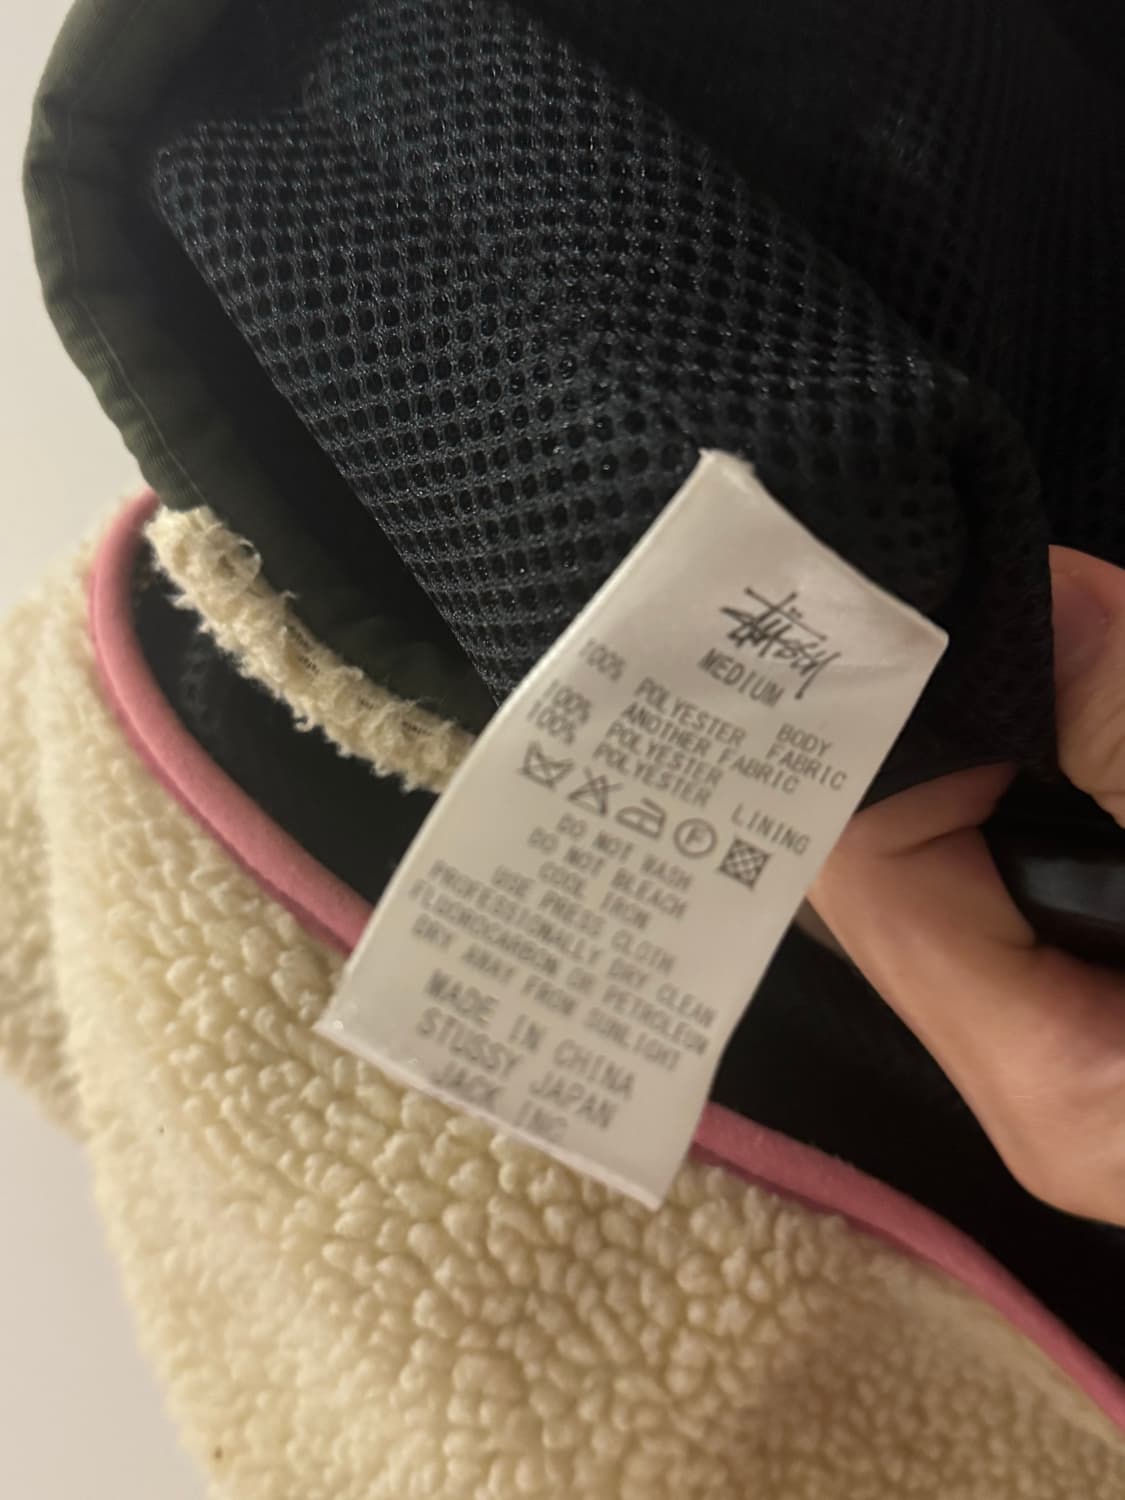 Stüssy
MEDIUM
100% POLYESTER BODY FABRIC
ANOTHER FABRIC
100% POLYESTER
100% POLYESTER LINING
F
DO NOT WASH
DO NOT BLEACH
COOL IRON
USE PRESS CLOTH
PROFESSIONALLY DRY CLEAN
FLUOROCARBON OR PETROLEUM
DRY AWAY FROM SUNLIGHT
MADE IN CHINA
STUSSY JAPAN
JACK INC